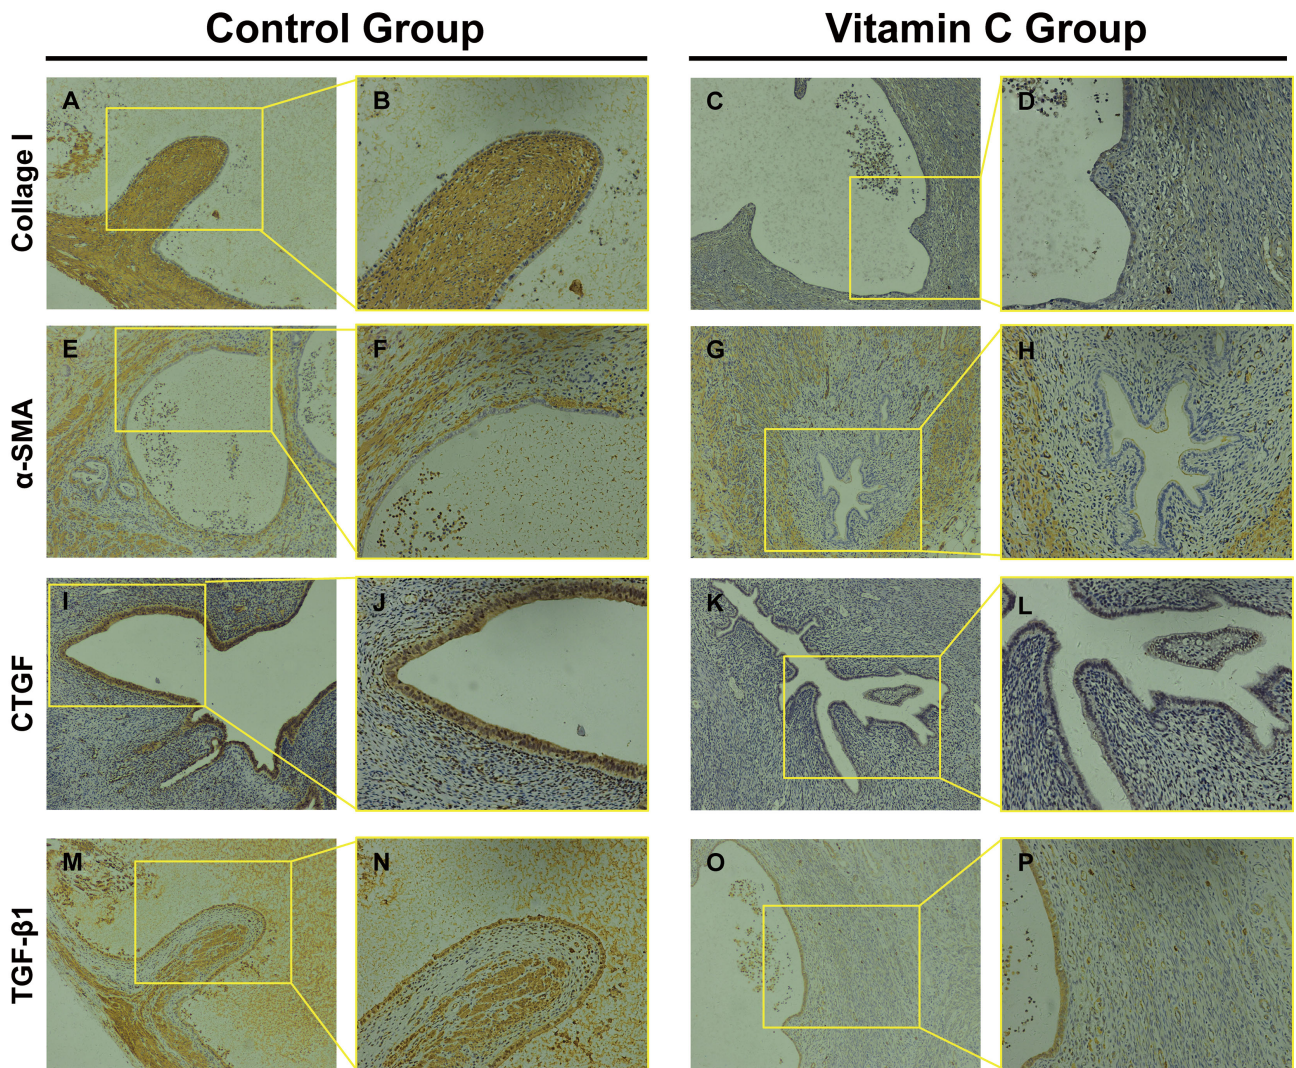 Control Group
Vitamin C Group
Collage I
A
B
C
D
α-SMA
E
F
G
H
CTGF
I
J
K
L
TGF-β1
M
N
O
P